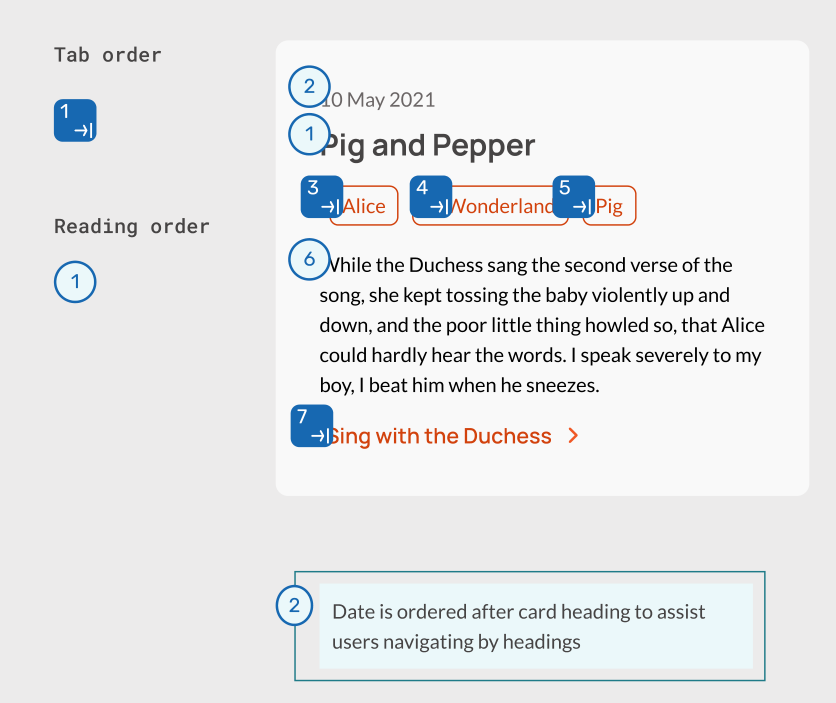 Tab order
1
Reading order
1
2
10 May 2021
1
Pig and Pepper
3 Alice 4 Wonderland 5 Pig
6
While the Duchess sang the second verse of the
song, she kept tossing the baby violently up and
down, and the poor little thing howled so, that Alice
could hardly hear the words. I speak severely to my
boy, I beat him when he sneezes.
7
Sing with the Duchess
2
Date is ordered after card heading to assist
users navigating by headings